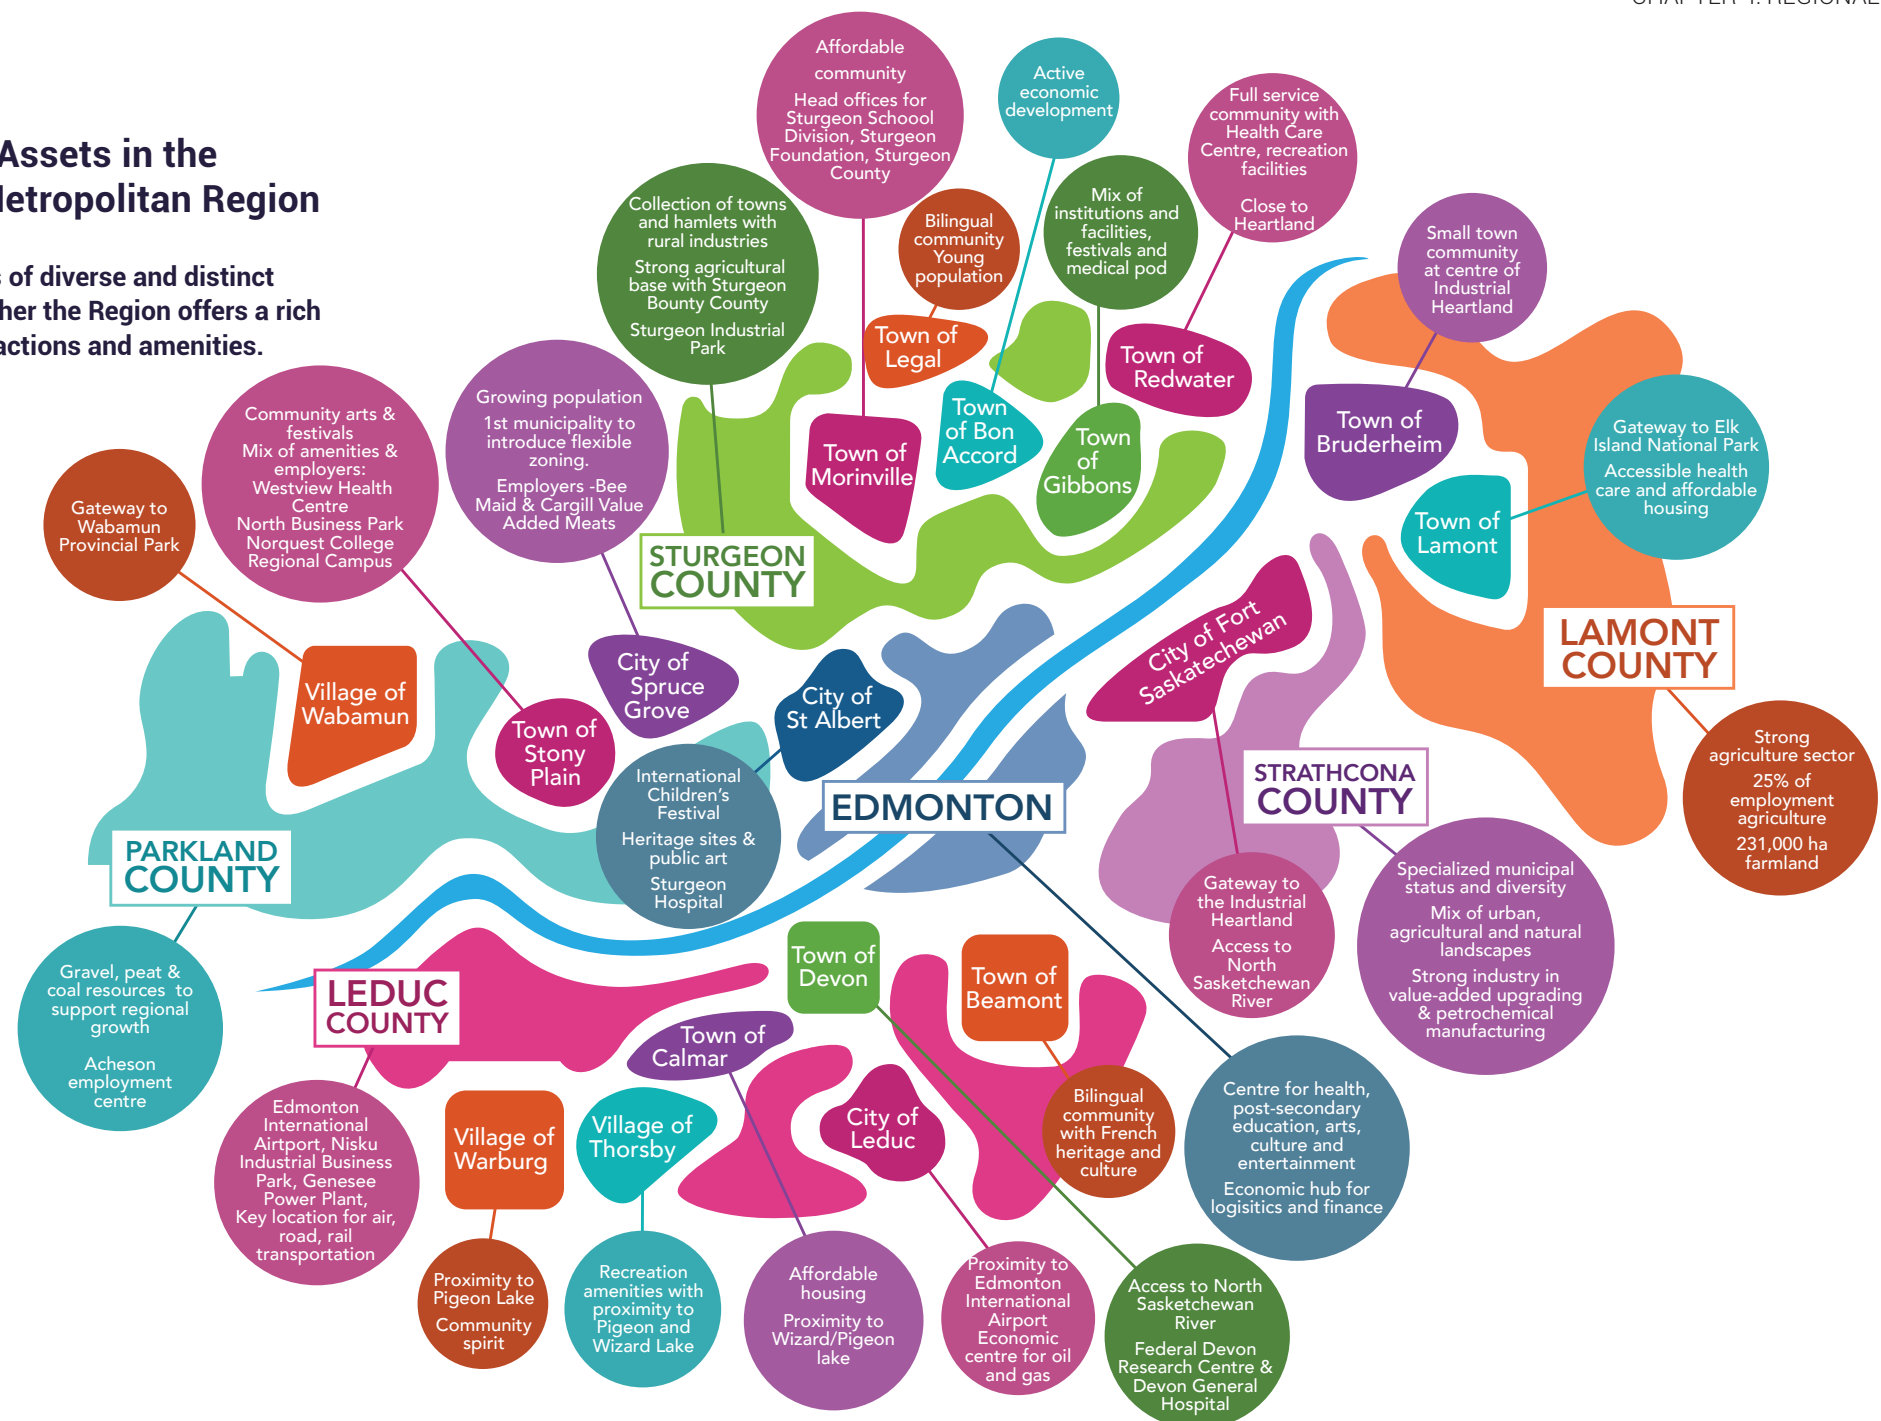 Assets in the
Metropolitan Region
of diverse and distinct
the Region offers a rich
and amenities.
Affordable
community
Head offices for
Sturgeon Schoool
Division, Sturgeon
Foundation, Sturgeon
County
Active
economic
development
Full service
community with
Health Care
Centre, recreation
facilities
Close to
Heartland
Collection of towns
and hamlets with
rural industries
Strong agricultural
base with Sturgeon
Bounty County
Sturgeon Industrial
Park
Bilingual
community
Young
population
Mix of
institutions and
facilities,
festivals and
medical pod
Small town
community
at centre of
Industrial
Heartland
Town of
Legal
Town of
Redwater
Growing population
1st municipality to
introduce flexible
zoning.
Employers -Bee
Maid & Cargill Value
Added Meats
Community arts &
festivals
Mix of amenities &
employers:
Westview Health
Centre
North Business Park
Norquest College
Regional Campus
Gateway to
Wabamun
Provincial Park
Town of
Morinville
Town
of Bon
Accord
Town
of
Gibbons
Town of
Bruderheim
Gateway to Elk
Island National Park
Accessible health
care and affordable
housing
Town of
Lamont
STURGEON
COUNTY
City of Fort
Saskatechewan
LAMONT
COUNTY
Village of
Wabamun
City of
Spruce
Grove
City of
St Albert
Town of
Stony
Plain
International
Children's
Festival
Heritage sites &
public art
Sturgeon
Hospital
EDMONTON
STRATHCONA
COUNTY
Strong
agriculture sector
25% of
employment
agriculture
231,000 ha
farmland
PARKLAND
COUNTY
Gateway to
the Industrial
Heartland
Access to
North
Sasketchewan
River
Specialized municipal
status and diversity
Mix of urban,
agricultural and natural
landscapes
Strong industry in
value-added upgrading
& petrochemical
manufacturing
Gravel, peat &
coal resources to
support regional
growth
Acheson
employment
centre
LEDUC
COUNTY
Town of
Devon
Town of
Beamont
Town of
Calmar
Edmonton
International
Airtport, Nisku
Industrial Business
Park, Genesee
Power Plant,
Key location for air,
road, rail
transportation
Village of
Warburg
Village of
Thorsby
City of
Leduc
Bilingual
community
with French
heritage and
culture
Centre for health,
post-secondary
education, arts,
culture and
entertainment
Economic hub for
logisitics and finance
Proximity to
Pigeon Lake
Community
spirit
Recreation
amenities with
proximity to
Pigeon and
Wizard Lake
Affordable
housing
Proximity to
Wizard/Pigeon
lake
Proximity to
Edmonton
International
Airport
Economic
centre for oil
and gas
Access to North
Sasketchewan
River
Federal Devon
Research Centre &
Devon General
Hospital